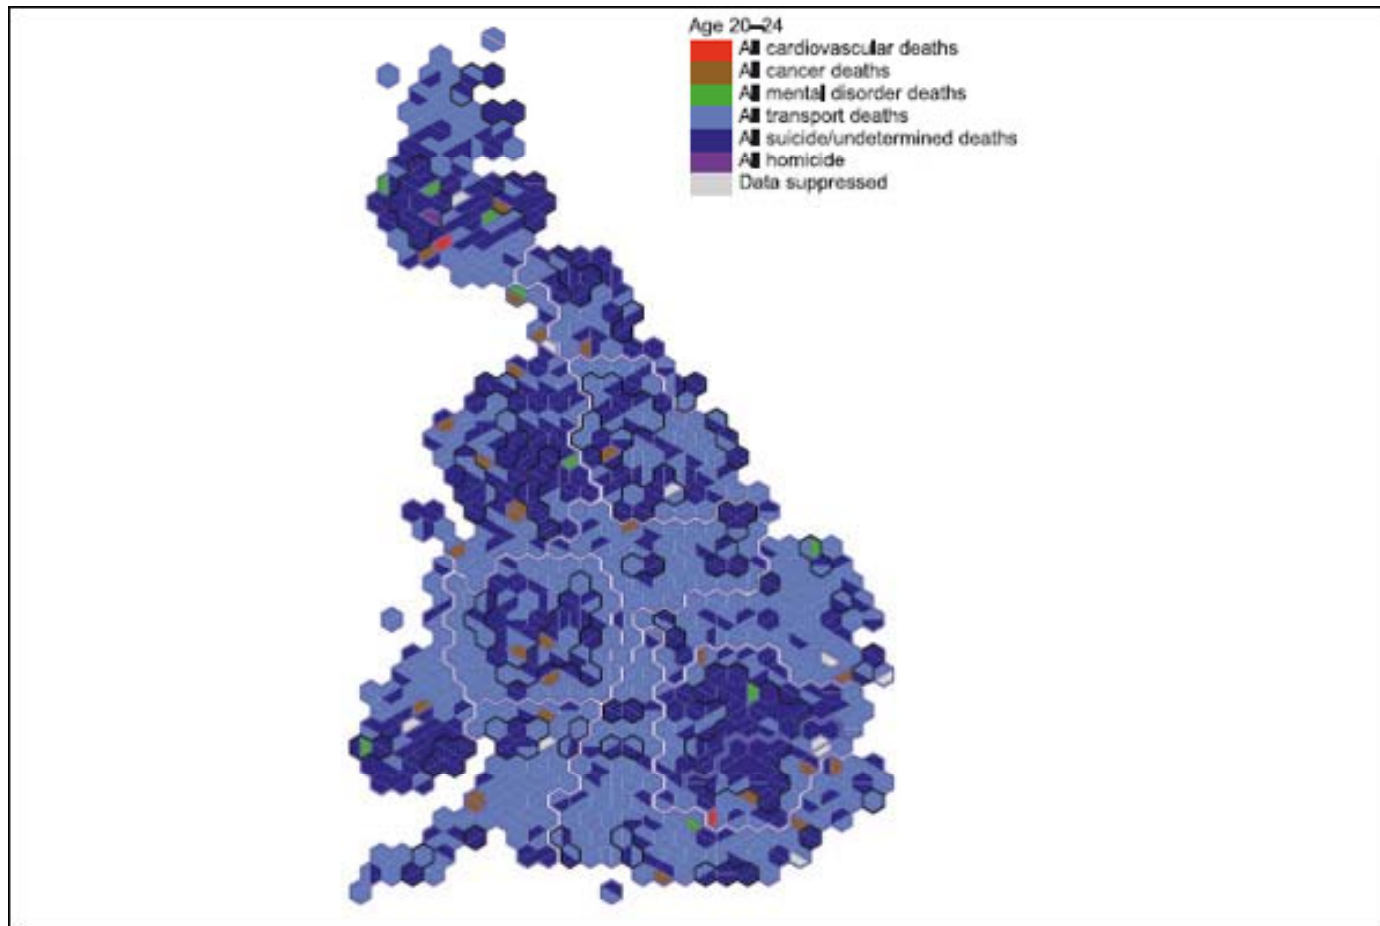 Age 20–24
All cardiovascular deaths
All cancer deaths
All mental disorder deaths
All transport deaths
All suicide/undetermined deaths
All homicide
Data suppressed